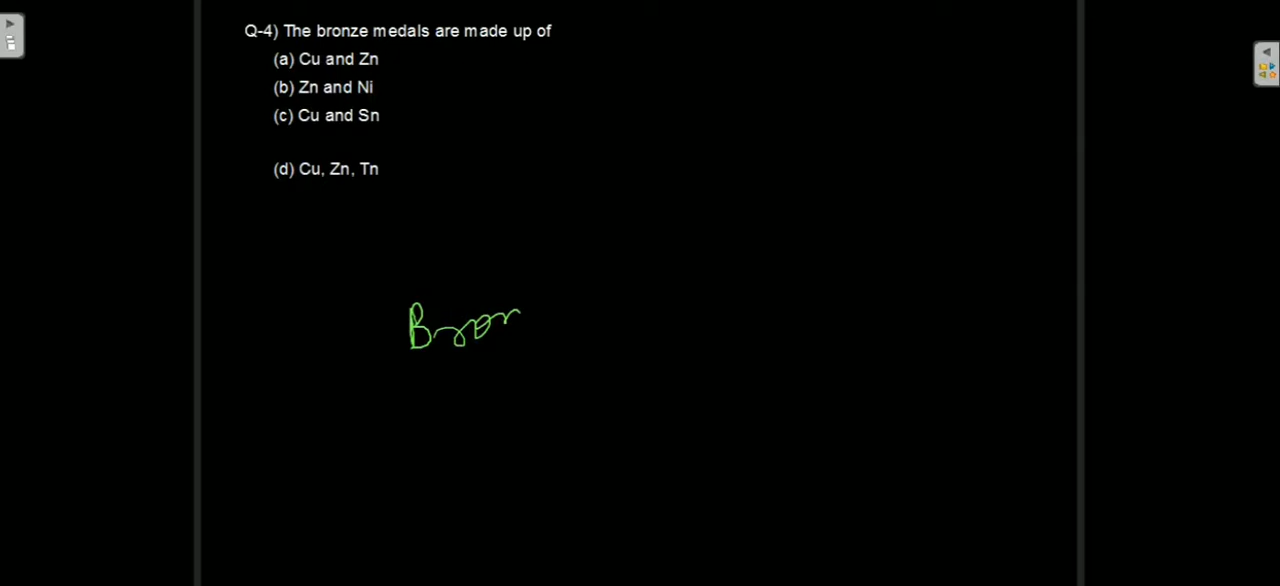 Q-4) The bronze medals are made up of
(a) Cu and Zn
(b) Zn and Ni
(c) Cu and Sn
(d) Cu, Zn, Tn
Bron